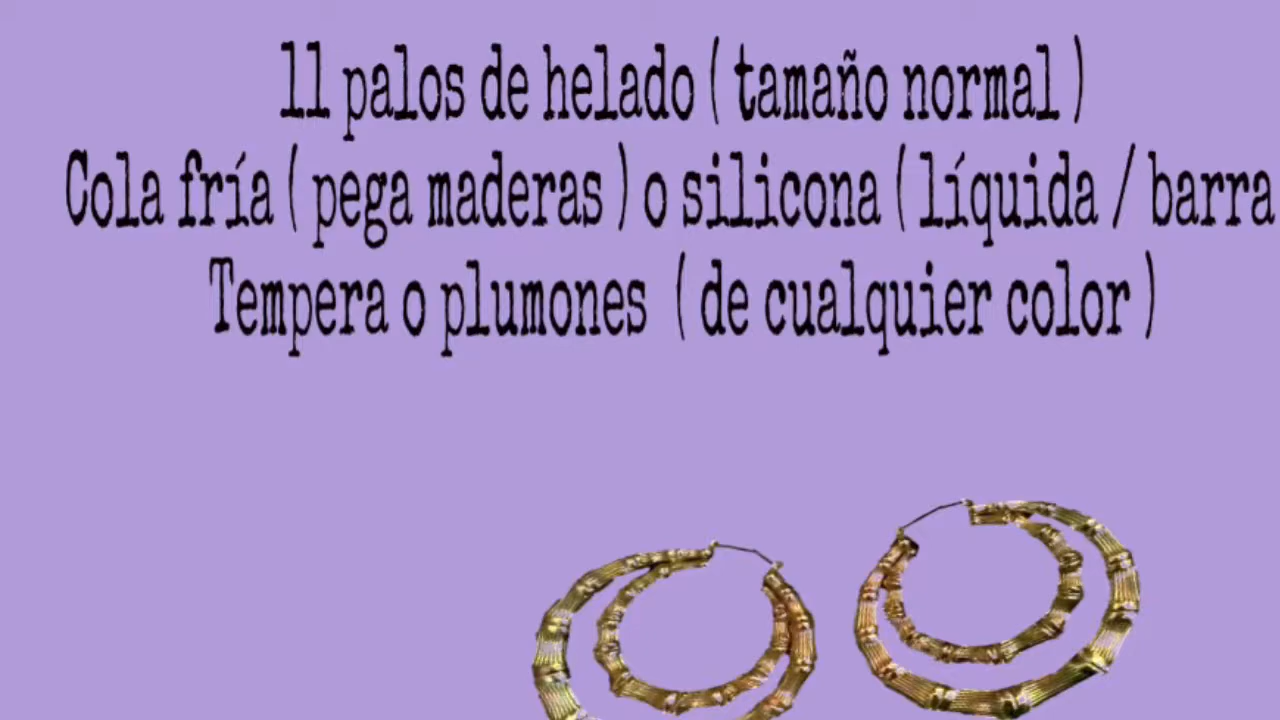 11 palos de helado ( tamaño normal )
Cola fría ( pega maderas ) o silicona ( líquida / barra
Tempera o plumones ( de cualquier color )